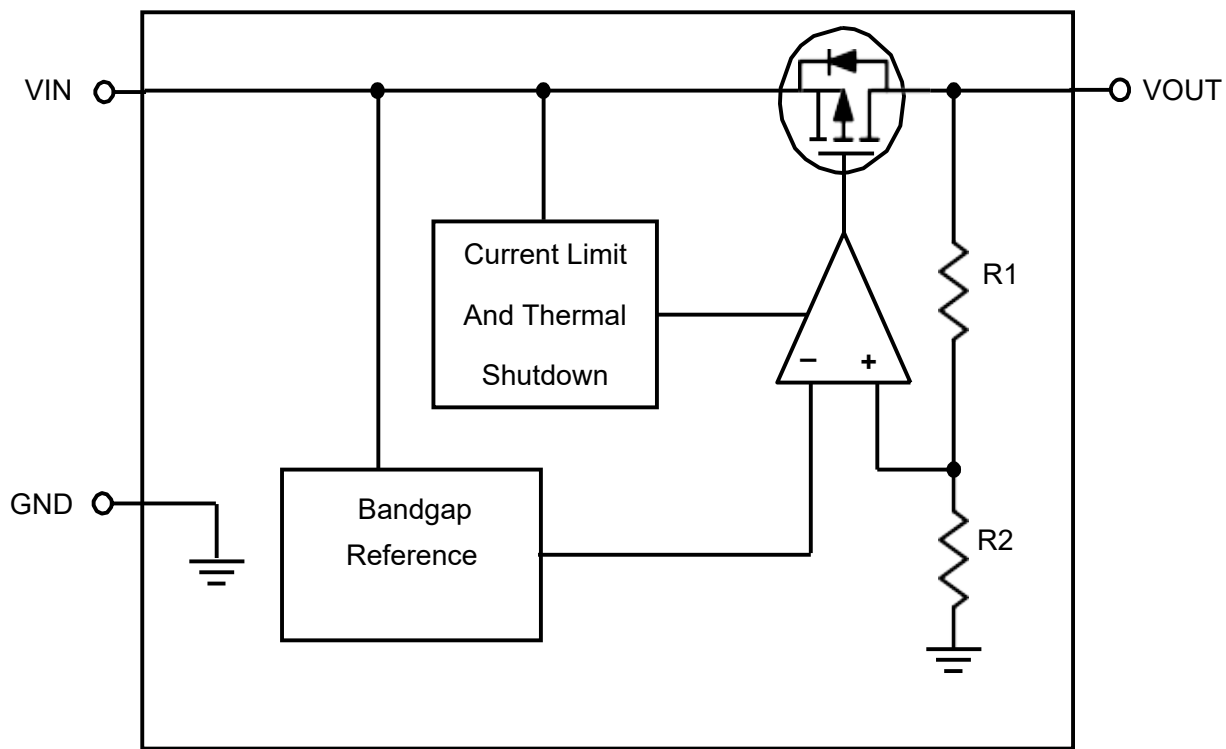 VIN
VOUT
Current Limit
And Thermal
Shutdown
R1
−
+
GND
Bandgap
Reference
R2